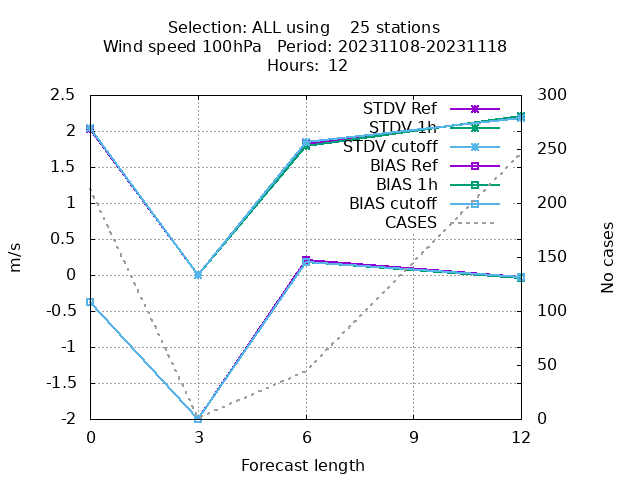 Selection: ALL using    25 stations
Wind speed 100hPa   Period: 20231108-20231118
Hours:  12
2.5
2
1.5
1
0.5
0
-0.5
-1
-1.5
-2
m/s
STDV Ref
STDV 1h
STDV cutoff
BIAS Ref
BIAS 1h
BIAS cutoff
CASES
300
250
200
150
100
50
0
No cases
0
3
6
9
12
Forecast length